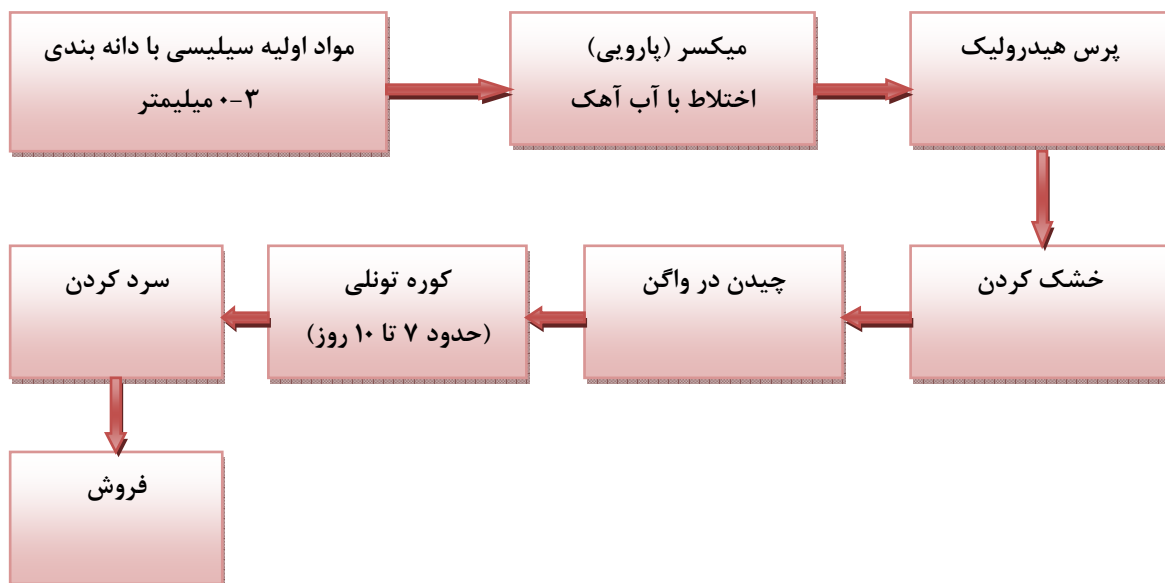 مواد اولیه سیلیسی با دانه بندی
۰-۳ میلیمتر
میکسر (پارویی)
اختلاط با آب آهک
پرس هیدرولیک
خشک کردن
چیدن در واگن
کوره تونلی
(حدود ۷ تا ۱۰ روز)
سرد کردن
فروش